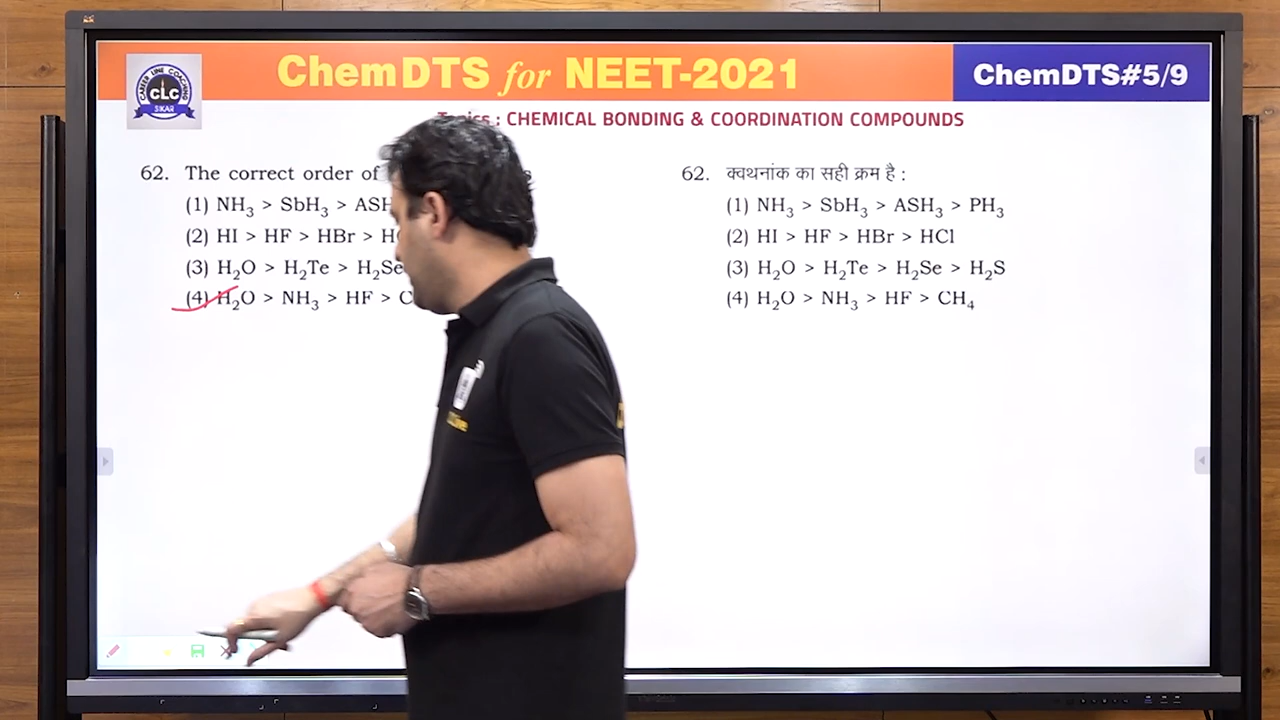 ChemDTS for NEET-2021
ChemDTS#5/9
CAREER LINE COACHING
CLC
SIKAR
: CHEMICAL BONDING & COORDINATION COMPOUNDS
62. The correct order of
(1) NH₃ > SbH₃ >
(2) HI > HF > HBr >
(3) H₂O > H₂Te > H₂Se
(4) H₂O > NH₃ > HF >
62. क्वथनांक का सही क्रम है :
(1) NH₃ > SbH₃ > ASH₃ > PH₃
(2) HI > HF > HBr > HCl
(3) H₂O > H₂Te > H₂Se > H₂S
(4) H₂O > NH₃ > HF > CH₄